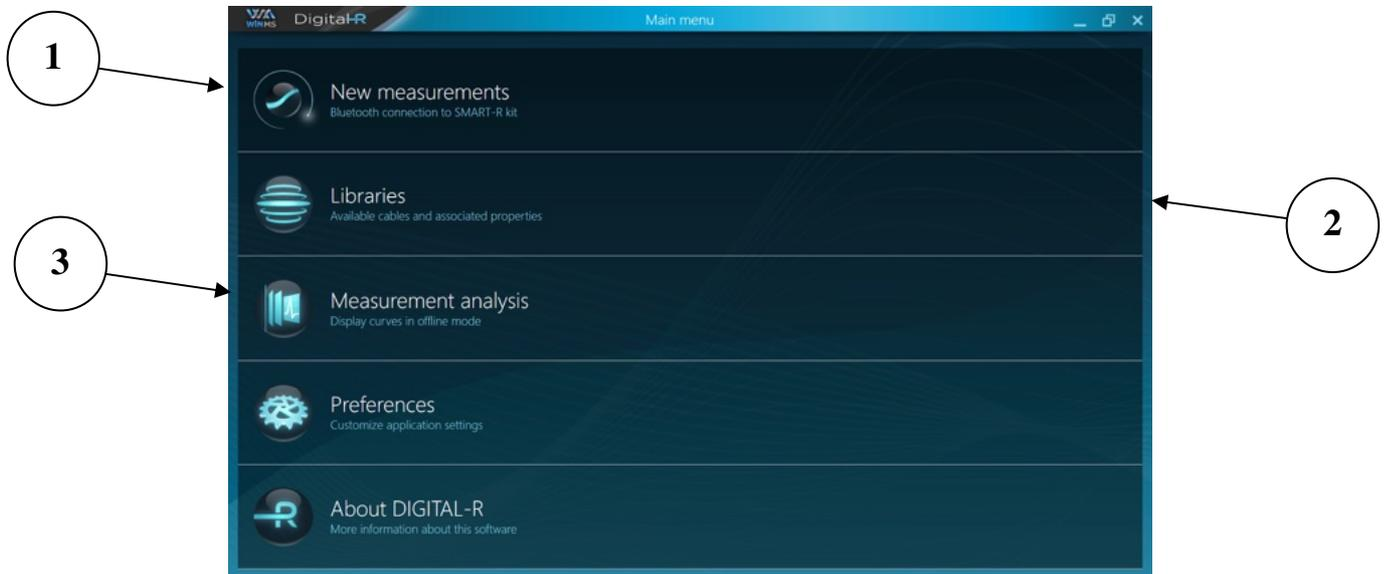 WiNMS
Digital-R
Main menu
1
New measurements
Bluetooth connection to SMART-R kit
Libraries
Available cables and associated properties
2
3
Measurement analysis
Display curves in offline mode
Preferences
Customize application settings
R
About DIGITAL-R
More information about this software